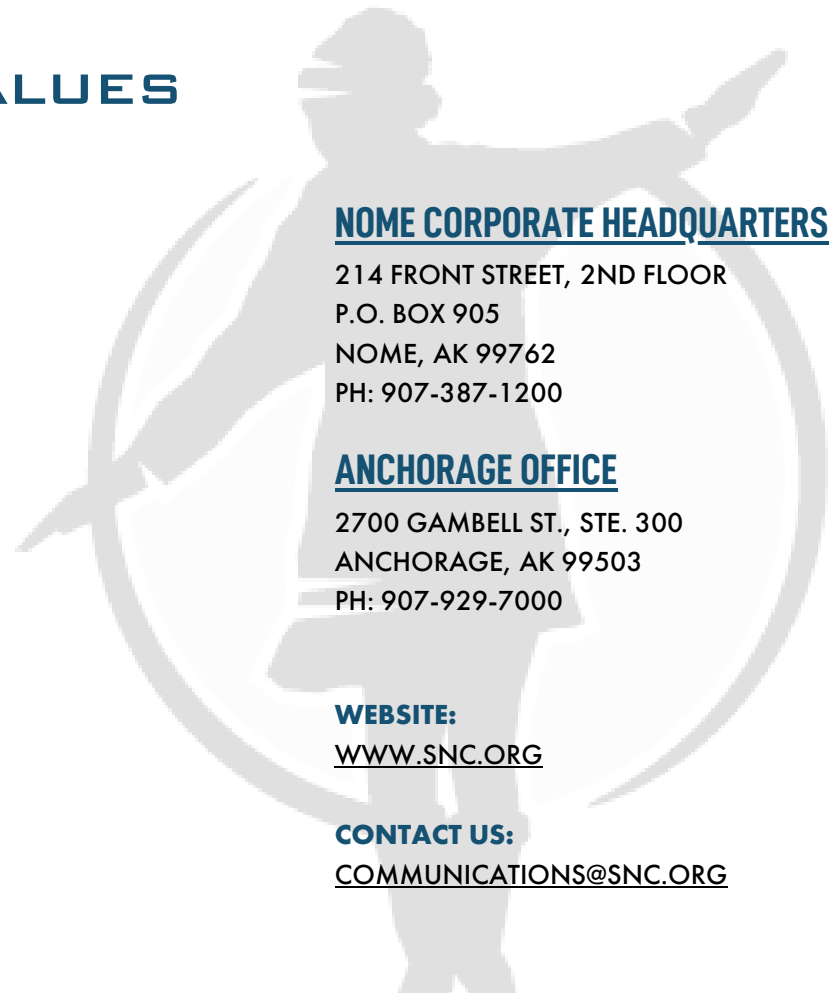 ALUES
NOME CORPORATE HEADQUARTERS
214 FRONT STREET, 2ND FLOOR
P.O. BOX 905
NOME, AK 99762
PH: 907-387-1200
ANCHORAGE OFFICE
2700 GAMBELL ST., STE. 300
ANCHORAGE, AK 99503
PH: 907-929-7000
WEBSITE:
WWW.SNC.ORG
CONTACT US:
COMMUNICATIONS@SNC.ORG